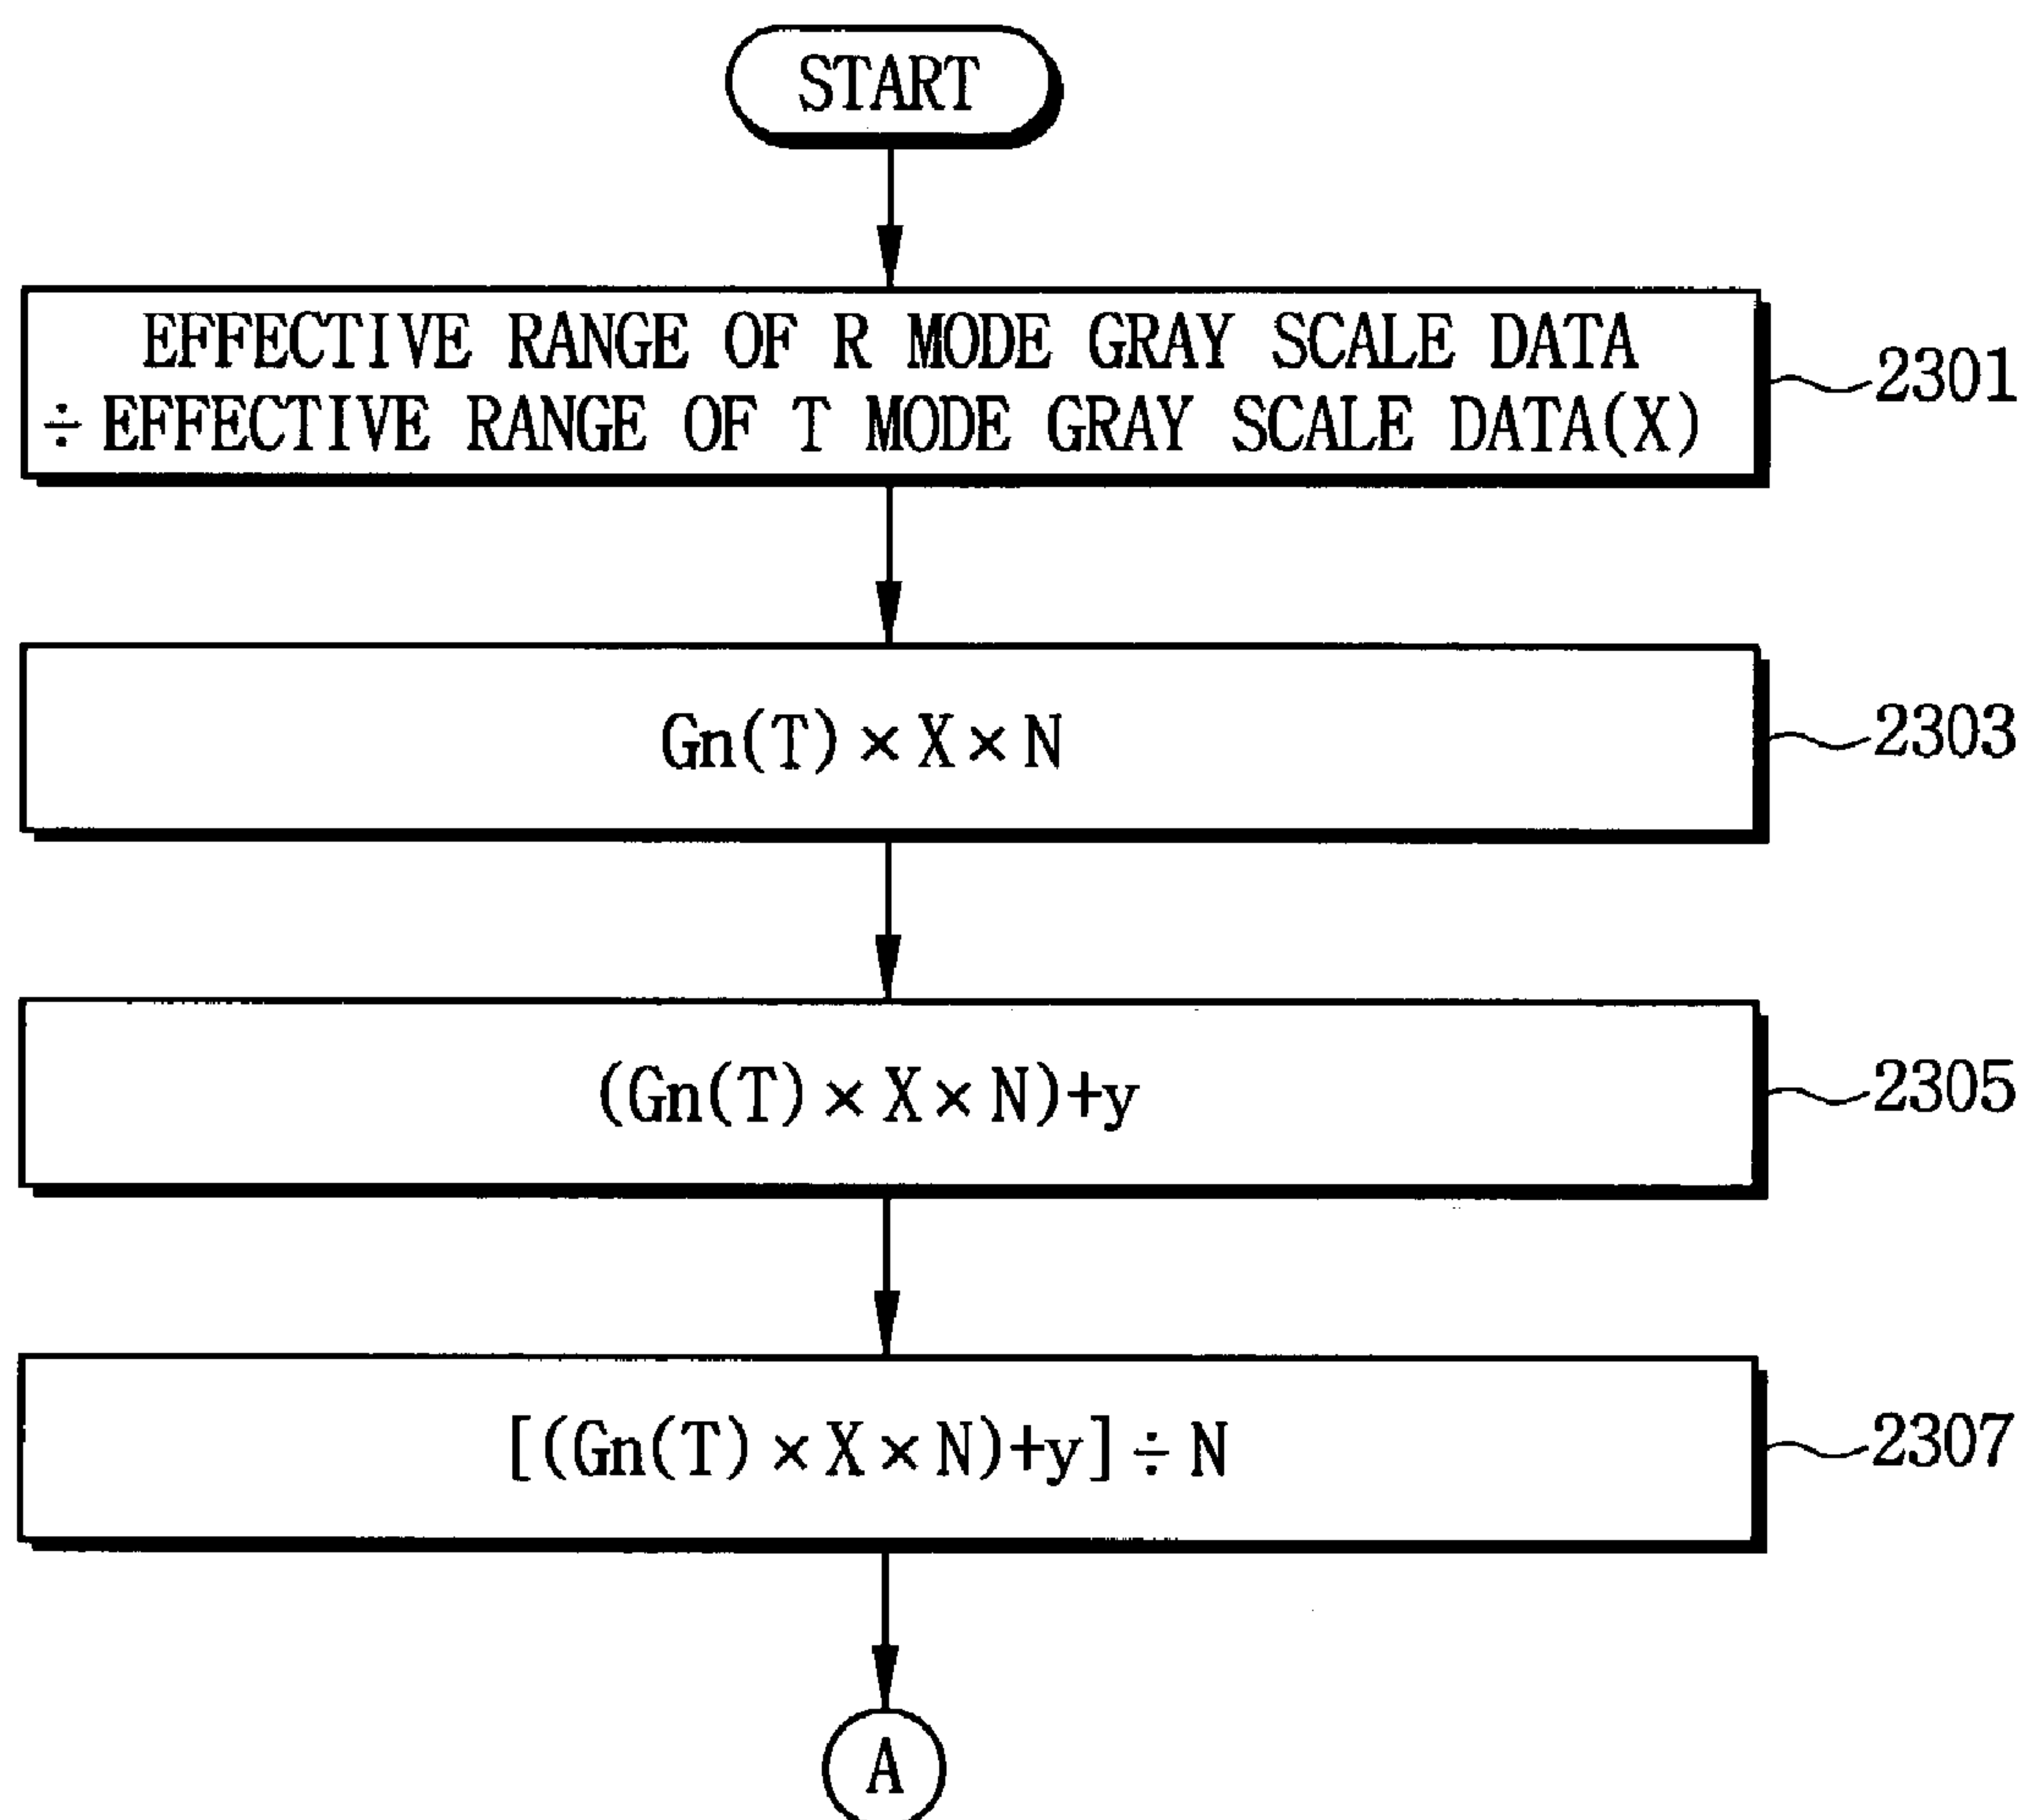 START
EFFECTIVE RANGE OF R MODE GRAY SCALE DATA
÷ EFFECTIVE RANGE OF T MODE GRAY SCALE DATA(X)
2301
Gn(T) × X × N
2303
(Gn(T) × X × N)+y
2305
[(Gn(T) × X × N)+y] ÷ N
2307
A